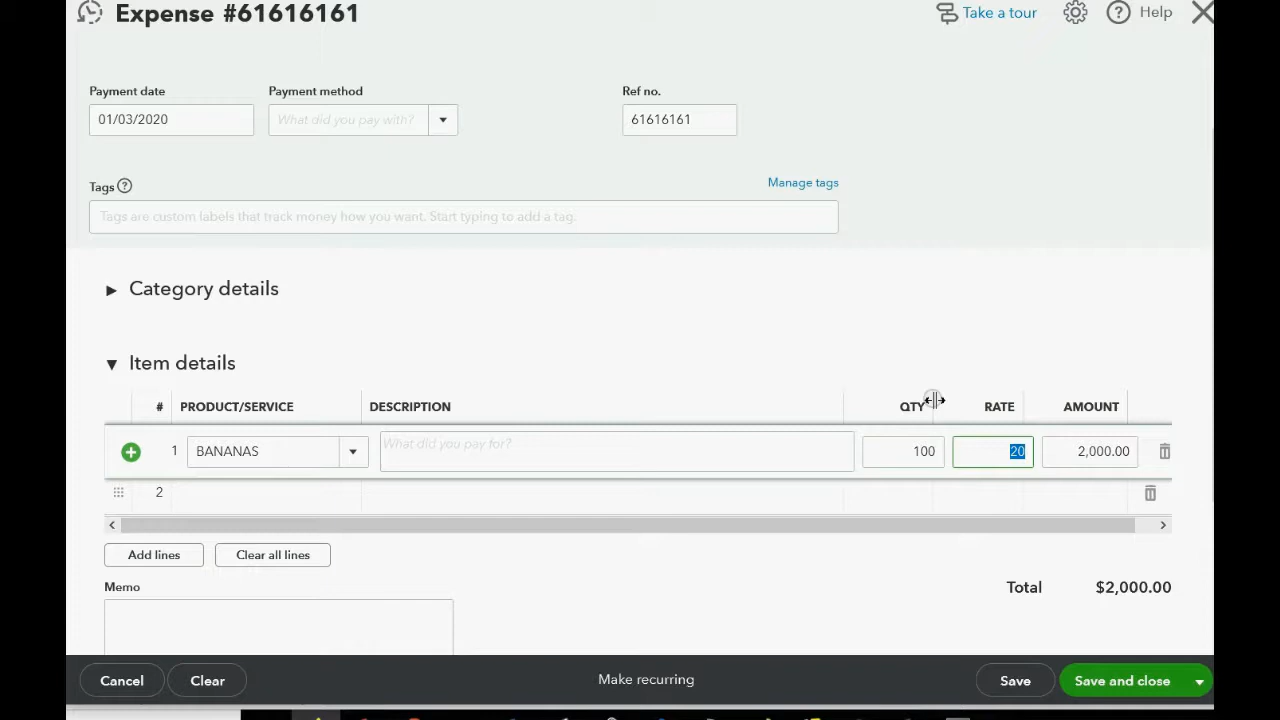 Expense #61616161
Take a tour
Help
Payment date
Payment method
Ref no.
01/03/2020
What did you pay with?
61616161
Tags
Manage tags
Tags are custom labels that track money how you want. Start typing to add a tag.
Category details
Item details
# PRODUCT/SERVICE DESCRIPTION QTY RATE AMOUNT
1 BANANAS What did you pay for? 100 20 2,000.00
2
Add lines
Clear all lines
Memo
Total $2,000.00
Cancel
Clear
Make recurring
Save
Save and close